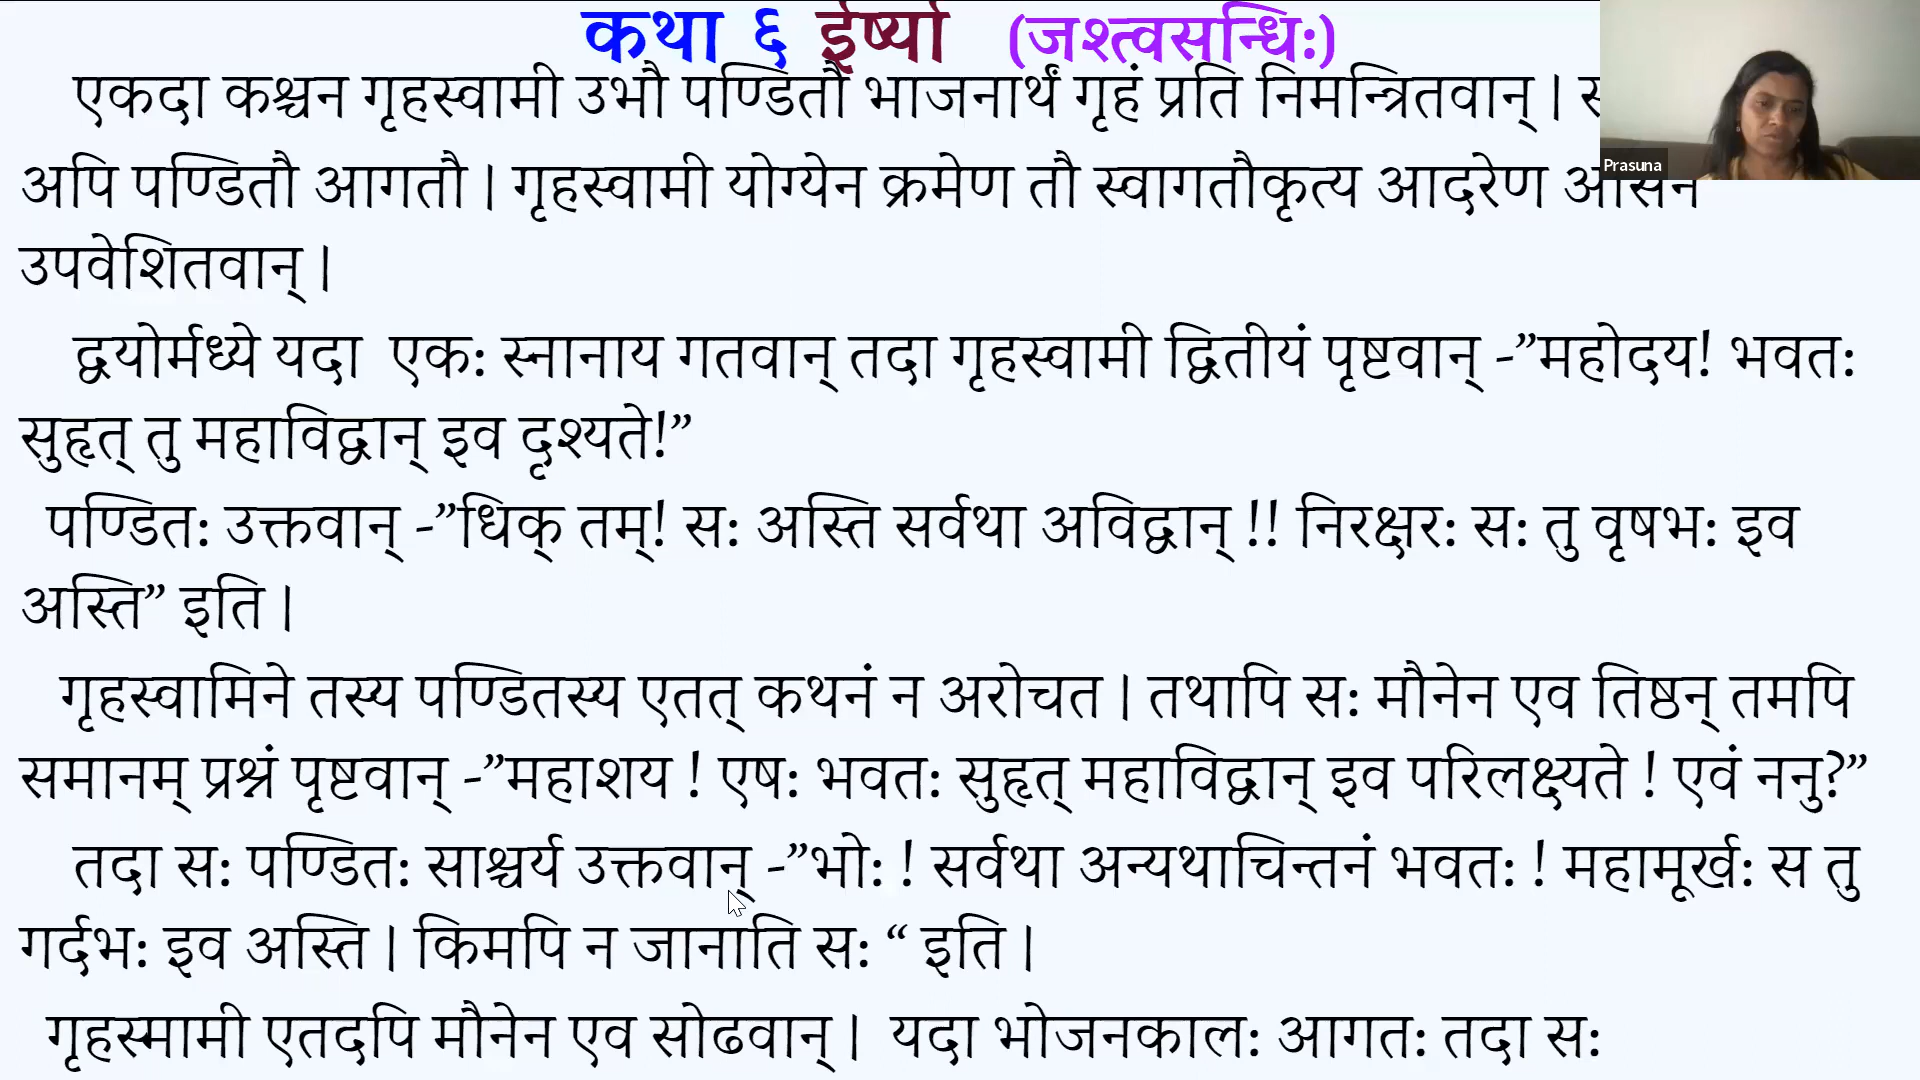 कथा ६ ईर्ष्या (जश्त्वसन्धिः)
एकदा कश्चन गृहस्वामी उभौ पण्डितौ भाजनार्थं गृहं प्रति निमन्त्रितवान् ।
अपि पण्डितौ आगतौ । गृहस्वामी योग्येन क्रमेण तौ स्वागतौकृत्य आदरेण
उपवेशितवान् ।
द्वयोर्मध्ये यदा एकः स्नानाय गतवान् तदा गृहस्वामी द्वितीयं पृष्टवान् -”महोदय! भवतः
सुहृत् तु महाविद्वान् इव दृश्यते!”
पण्डितः उक्तवान् -”धिक् तम्! सः अस्ति सर्वथा अविद्वान् !! निरक्षरः सः तु वृषभः इव
अस्ति” इति ।
गृहस्वामिने तस्य पण्डितस्य एतत् कथनं न अरोचत । तथापि सः मौनेन एव तिष्ठन् तमपि
समानम् प्रश्नं पृष्टवान् -”महाशय ! एषः भवतः सुहृत् महाविद्वान् इव परिलक्ष्यते ! एवं ननु?”
तदा सः पण्डितः साश्चर्य उक्तवान् -”भोः ! सर्वथा अन्यथाचिन्तनं भवतः ! महामूर्खः स तु
गर्दभः इव अस्ति । किमपि न जानाति सः “ इति ।
गृहस्मामी एतदपि मौनेन एव सोढवान् । यदा भोजनकालः आगतः तदा सः
Prasuna